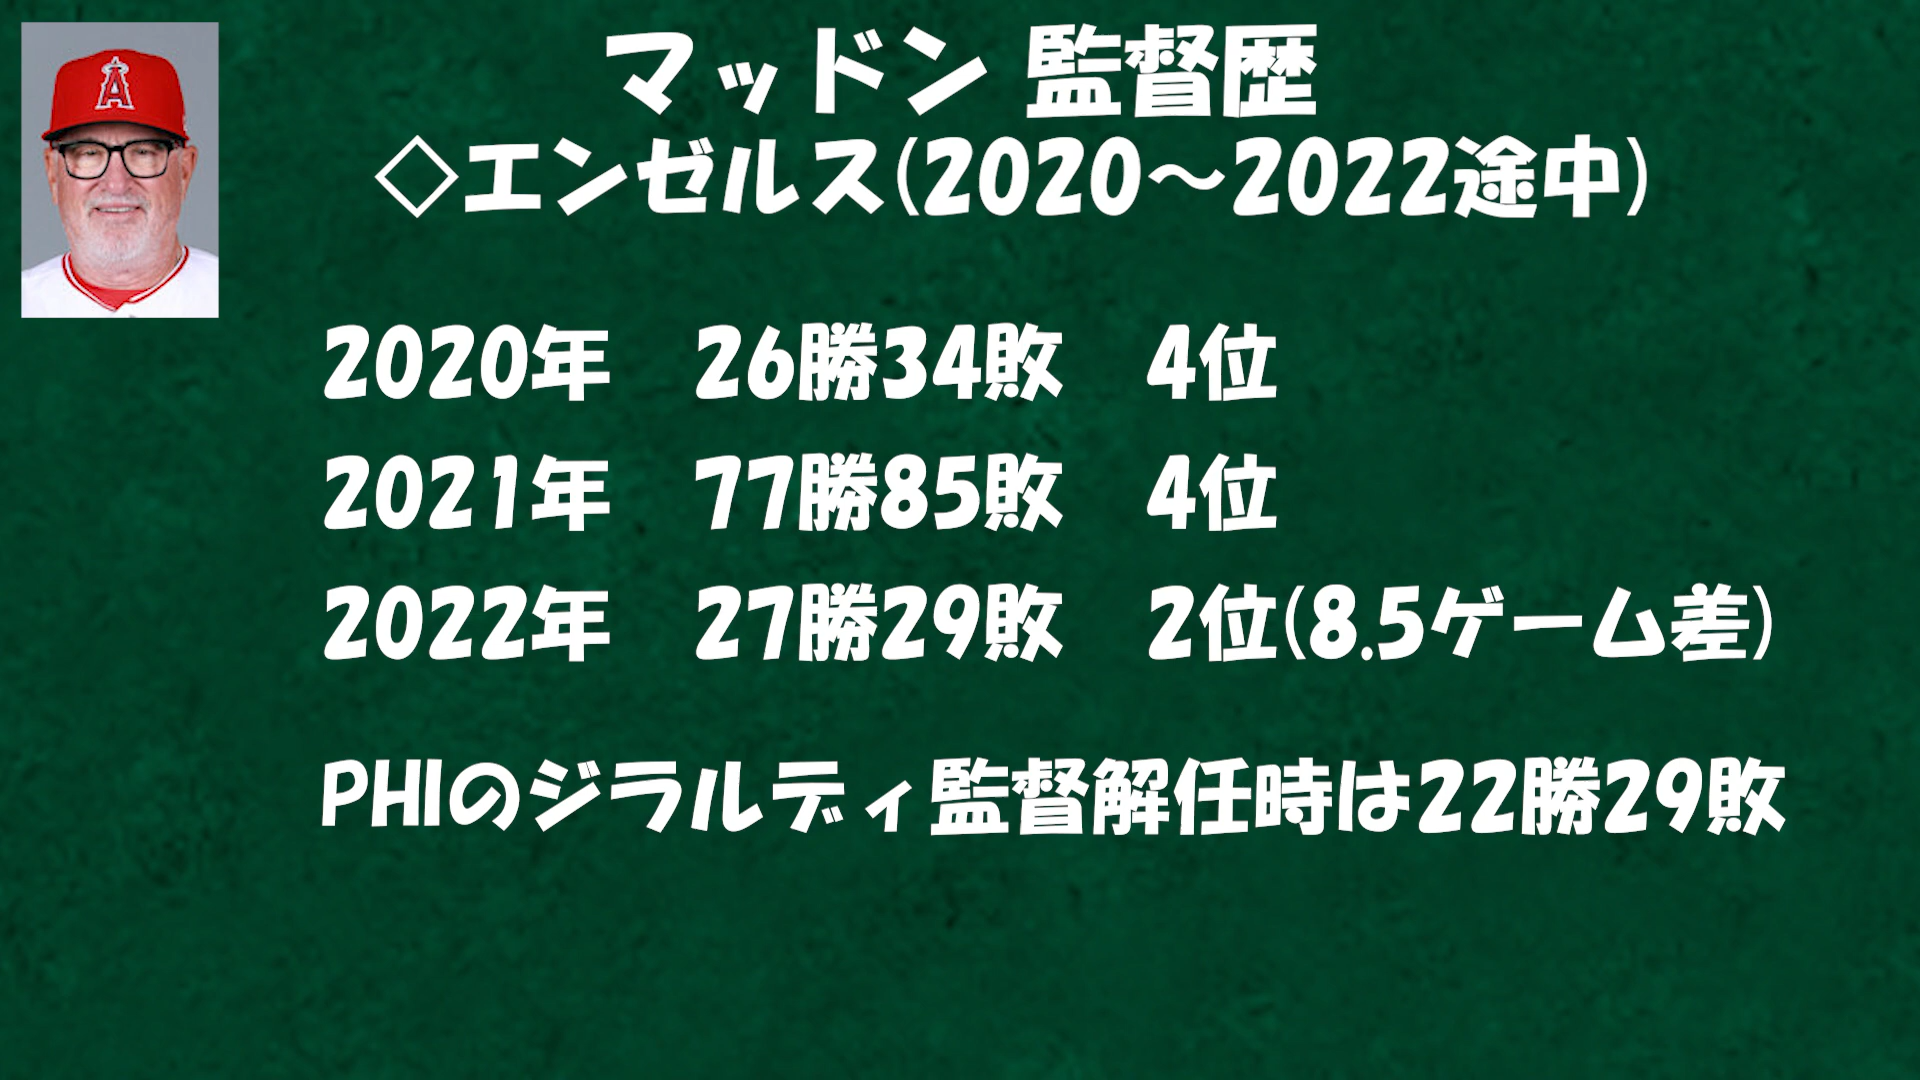 マッドン 監督歴
◇エンゼルス(2020～2022途中)
2020年　26勝34敗　4位
2021年　77勝85敗　4位
2022年　27勝29敗　2位(8.5ゲーム差)
PHIのジラルディ監督解任時は22勝29敗